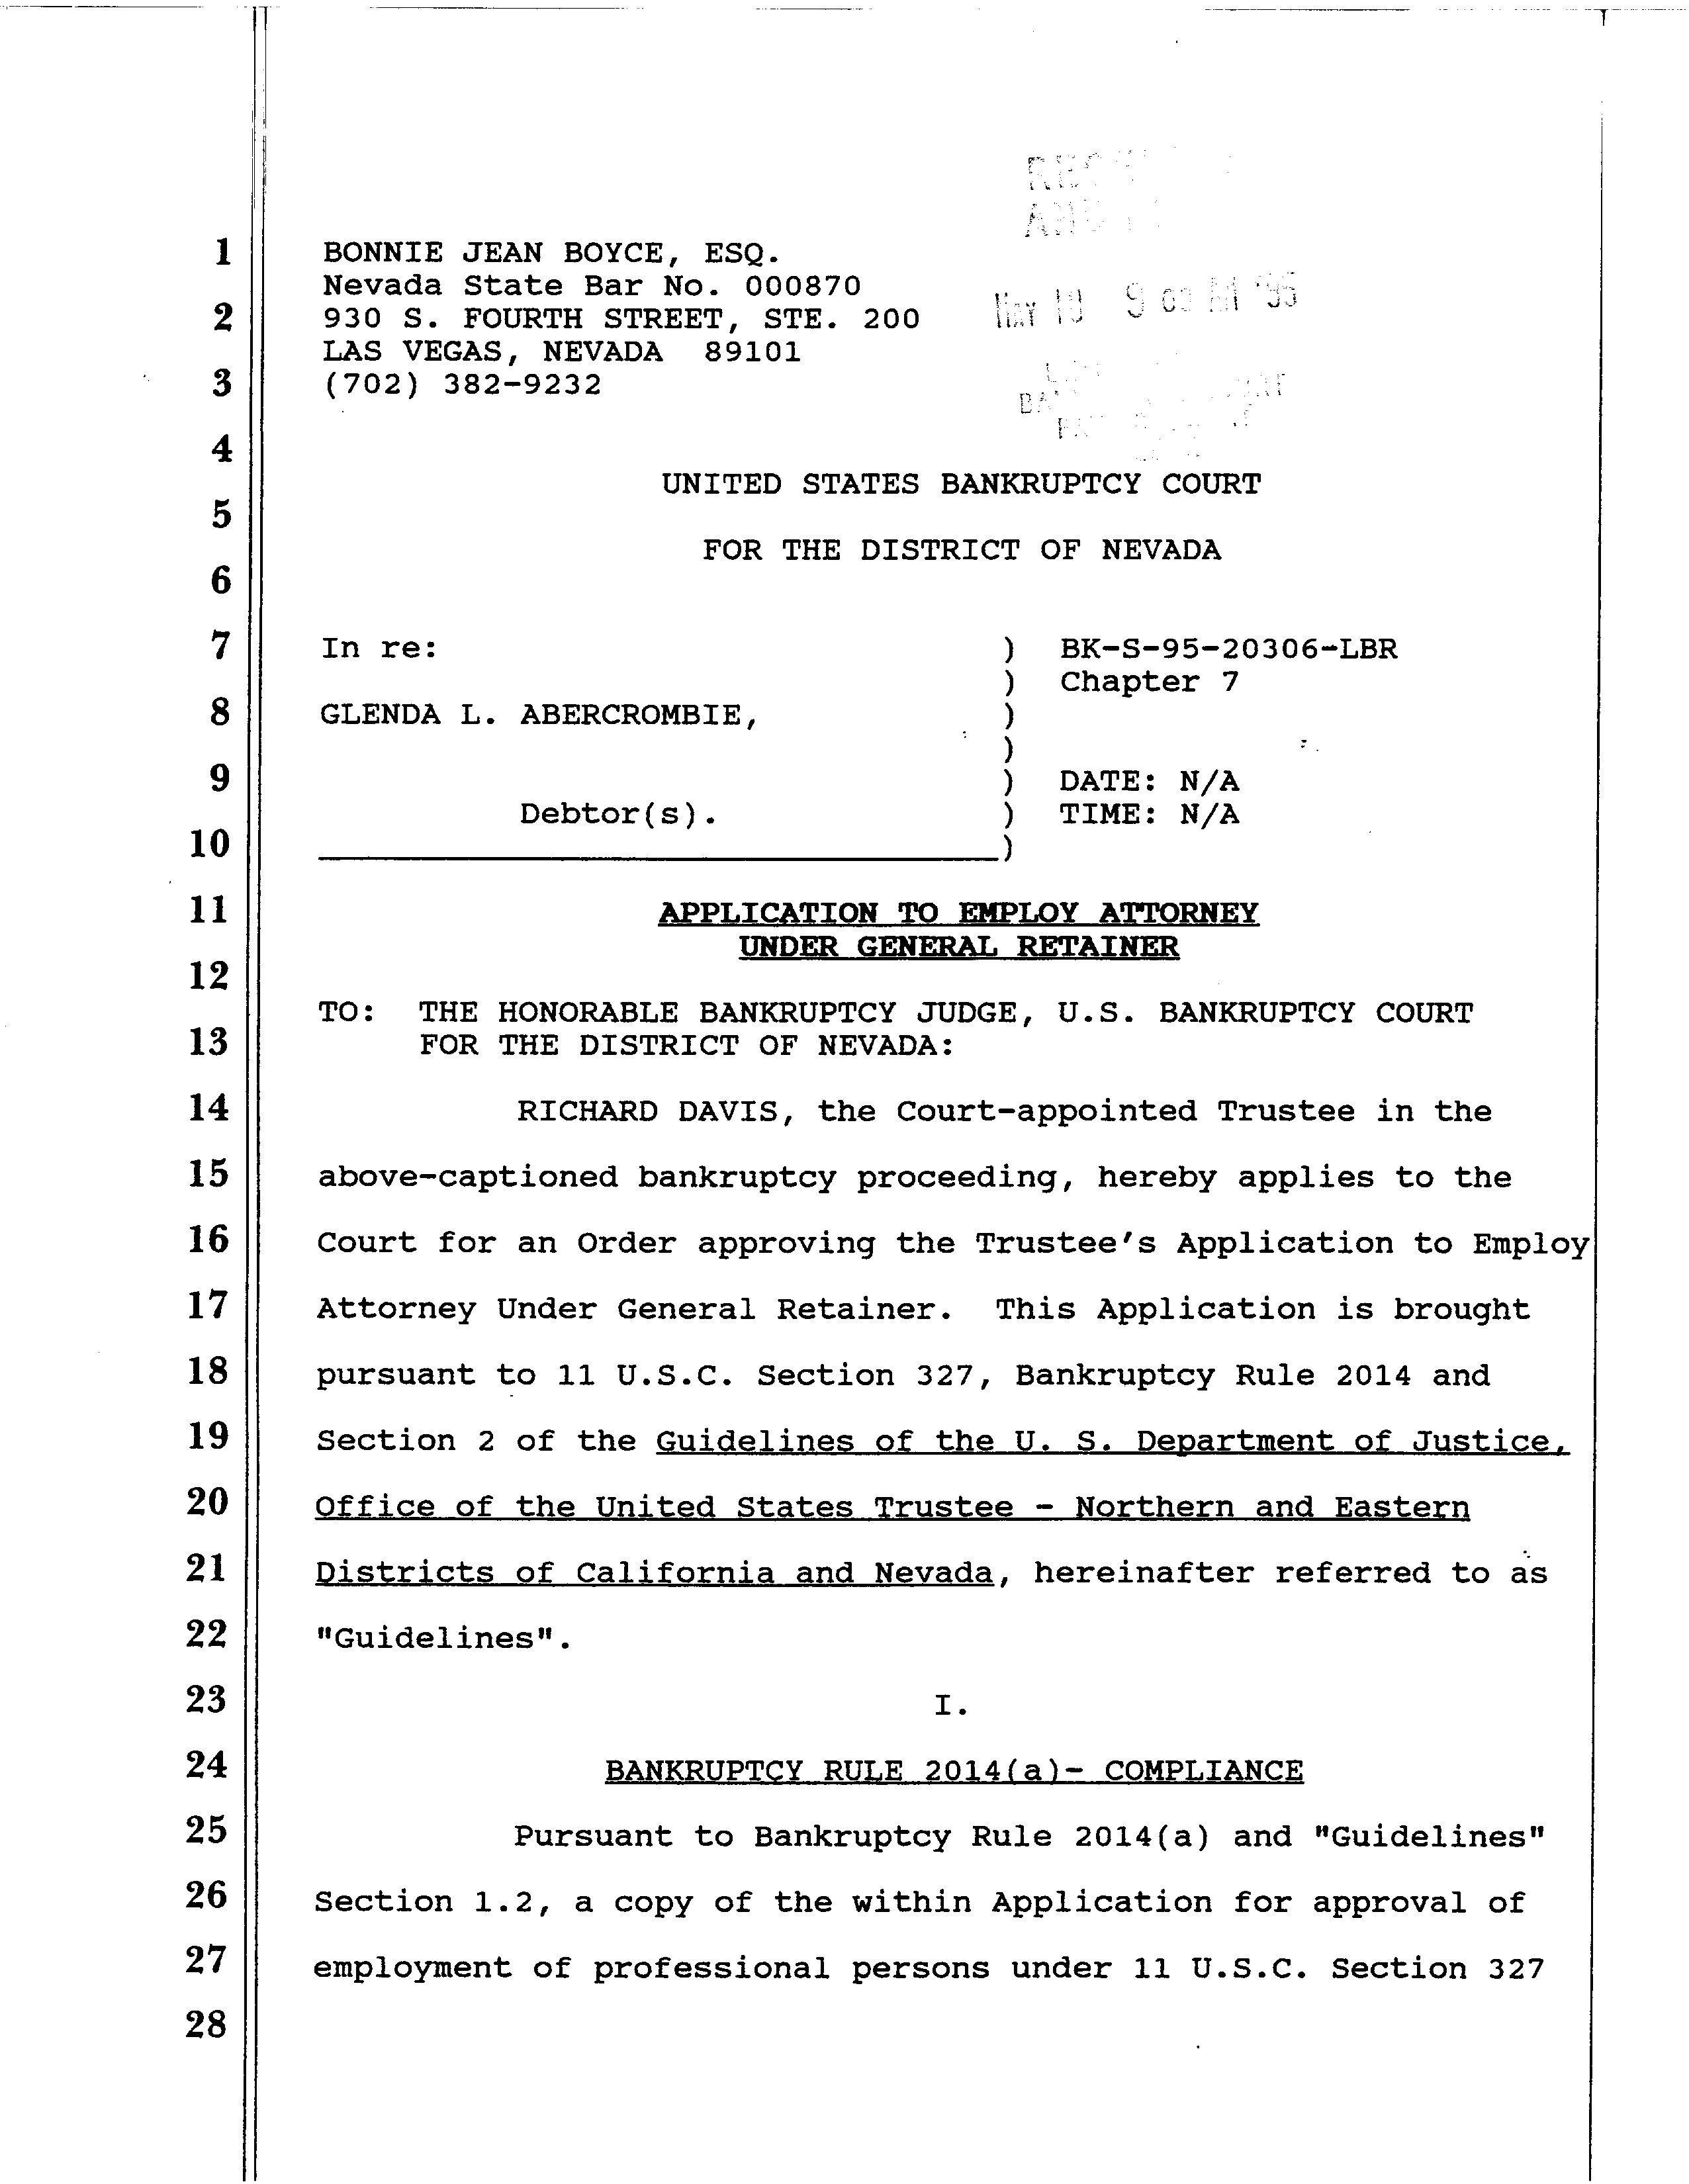 1
BONNIE JEAN BOYCE, ESQ.
Nevada State Bar No. 000870
2
930 S. FOURTH STREET, STE. 200
LAS VEGAS, NEVADA 89101
3
(702) 382-9232
4
UNITED STATES BANKRUPTCY COURT
5
FOR THE DISTRICT OF NEVADA
6
7 In re: ) BK-S-95-20306-LBR
) Chapter 7
8 GLENDA L. ABERCROMBIE, )
)
9 ) DATE: N/A
Debtor(s). ) TIME: N/A
10 )
11 APPLICATION TO EMPLOY ATTORNEY
UNDER GENERAL RETAINER
12
TO: THE HONORABLE BANKRUPTCY JUDGE, U.S. BANKRUPTCY COURT
13 FOR THE DISTRICT OF NEVADA:
14 RICHARD DAVIS, the Court-appointed Trustee in the
15 above-captioned bankruptcy proceeding, hereby applies to the
16 Court for an Order approving the Trustee's Application to Employ
17 Attorney Under General Retainer. This Application is brought
18 pursuant to 11 U.S.C. Section 327, Bankruptcy Rule 2014 and
19 Section 2 of the Guidelines of the U. S. Department of Justice,
20 Office of the United States Trustee - Northern and Eastern
21 Districts of California and Nevada, hereinafter referred to as
22 "Guidelines".
23 I.
24 BANKRUPTCY RULE 2014(a)- COMPLIANCE
25 Pursuant to Bankruptcy Rule 2014(a) and "Guidelines"
26 Section 1.2, a copy of the within Application for approval of
27 employment of professional persons under 11 U.S.C. Section 327
28